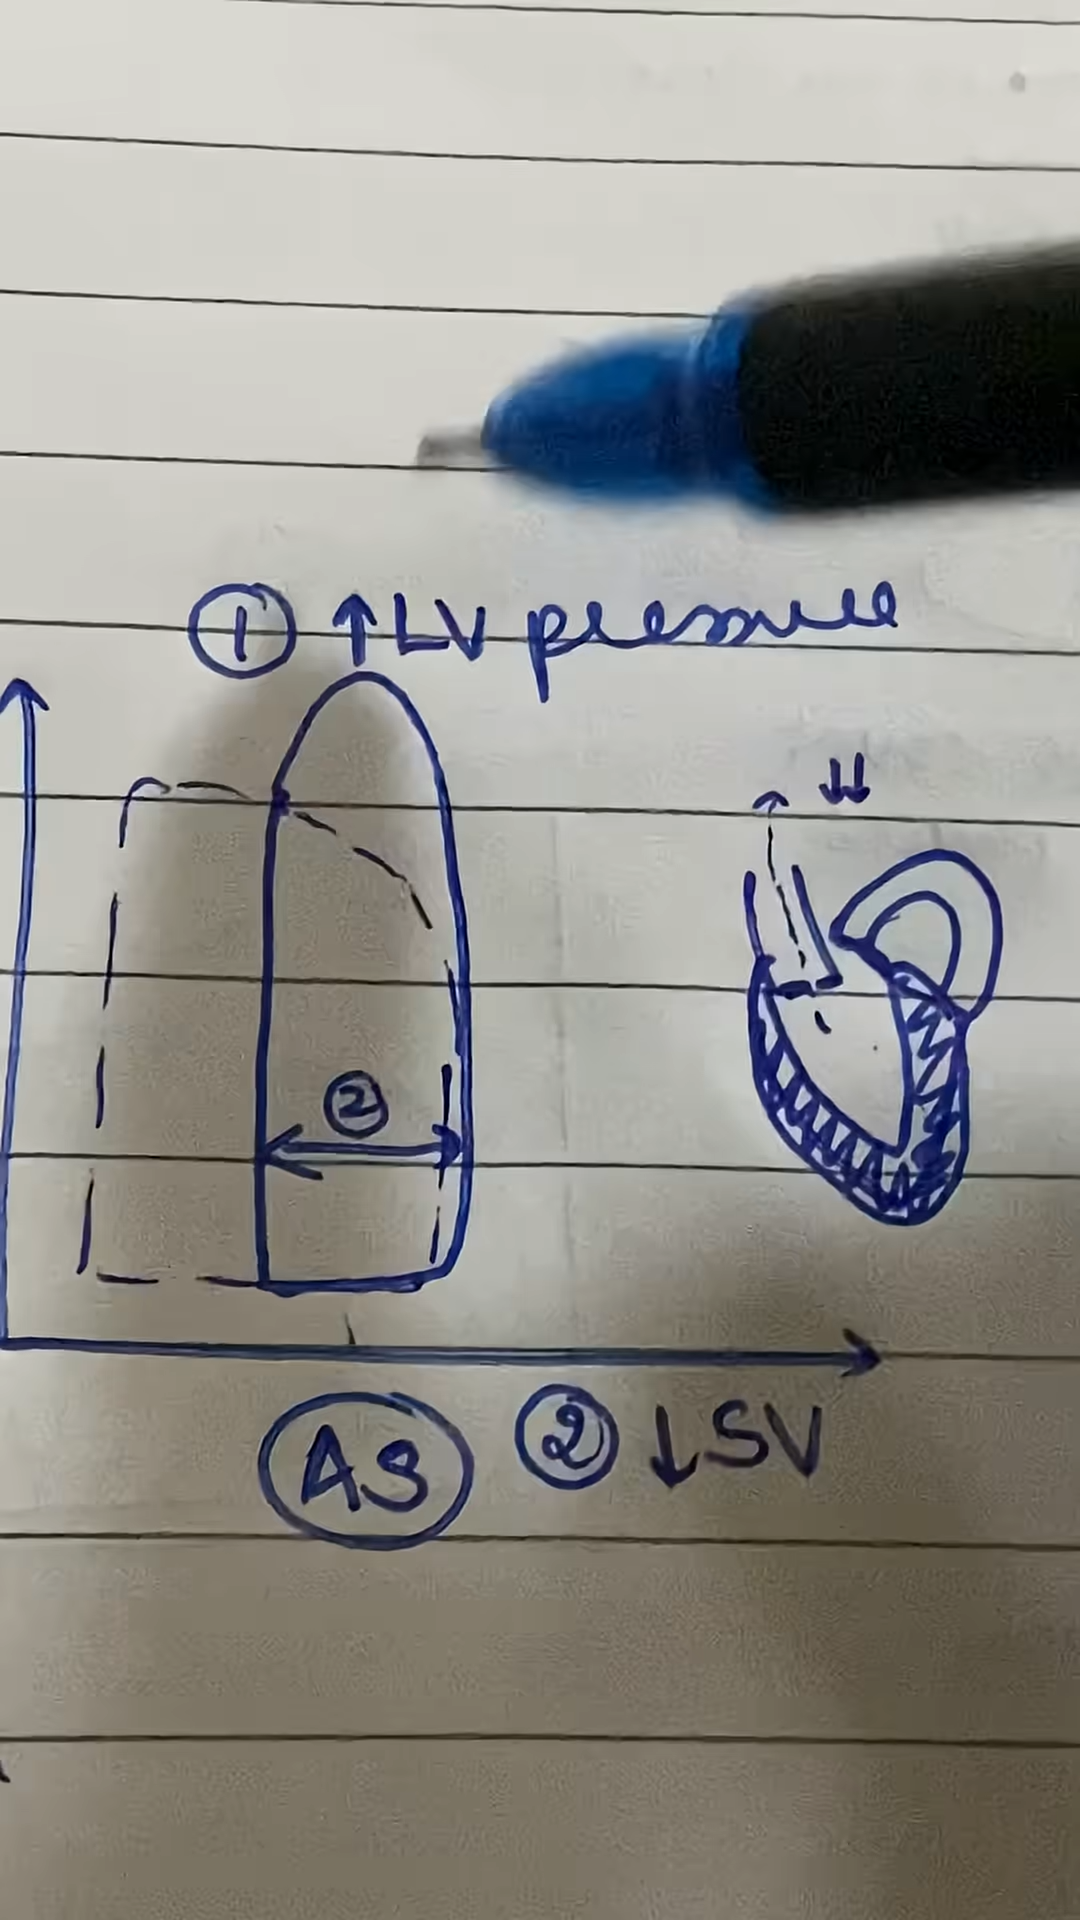 ① ↑ LV pressure
↓↓
②
AS ② ↓ SV